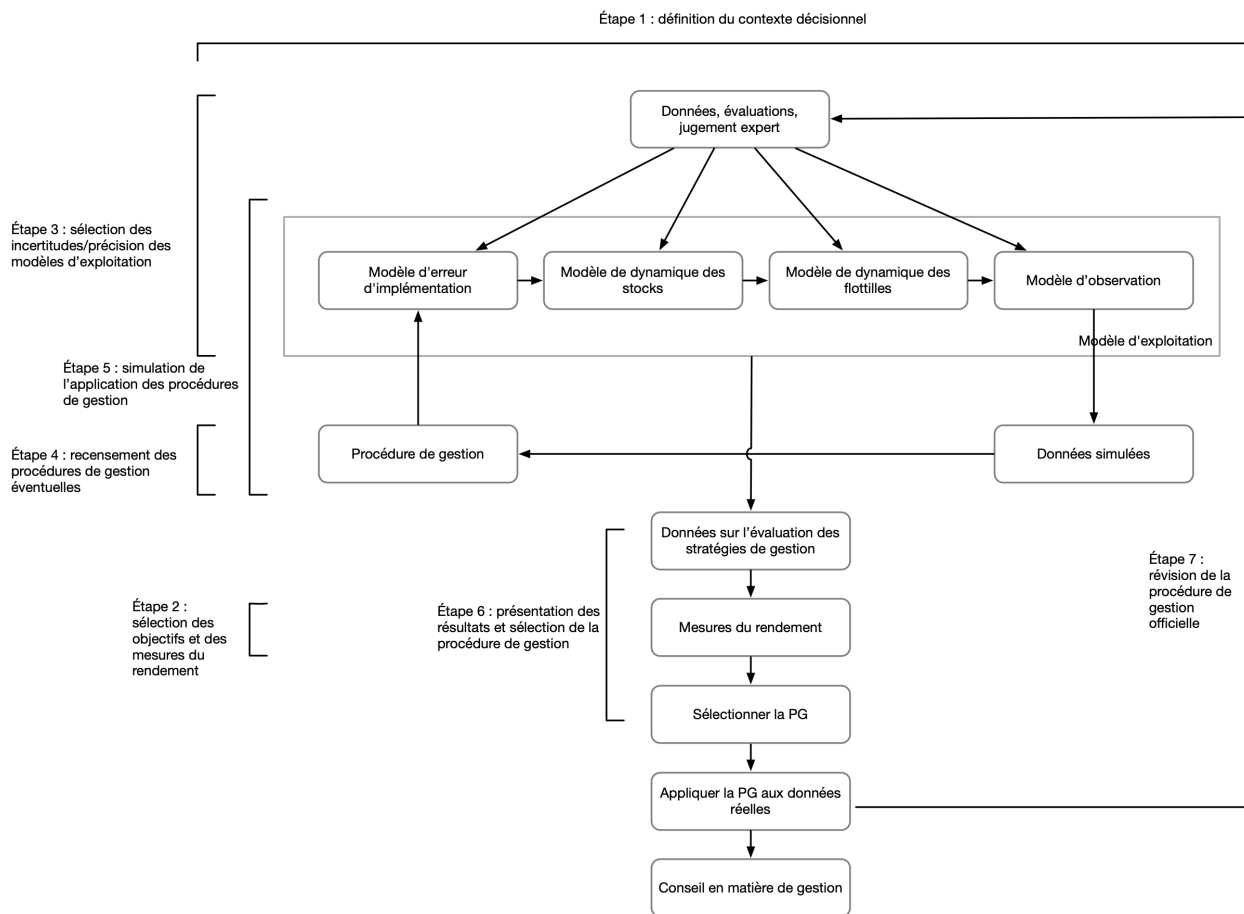 Étape 1 : définition du contexte décisionnel
Données, évaluations,
jugement expert
Étape 3 : sélection des
incertitudes/précision des
modèles d’exploitation
Modèle d'erreur
d'implémentation
Modèle de dynamique des
stocks
Modèle de dynamique des
flottilles
Modèle d’observation
Modèle d'exploitation
Étape 5 : simulation de
l’application des procédures
de gestion
Étape 4 : recensement des
procédures de gestion
éventuelles
Procédure de gestion
Données simulées
Données sur l’évaluation des
stratégies de gestion
Étape 7 :
révision de la
procédure de
gestion
officielle
Étape 2 :
sélection des
objectifs et des
mesures du
rendement
Étape 6 : présentation des
résultats et sélection de la
procédure de gestion
Mesures du rendement
Sélectionner la PG
Appliquer la PG aux données
réelles
Conseil en matière de gestion